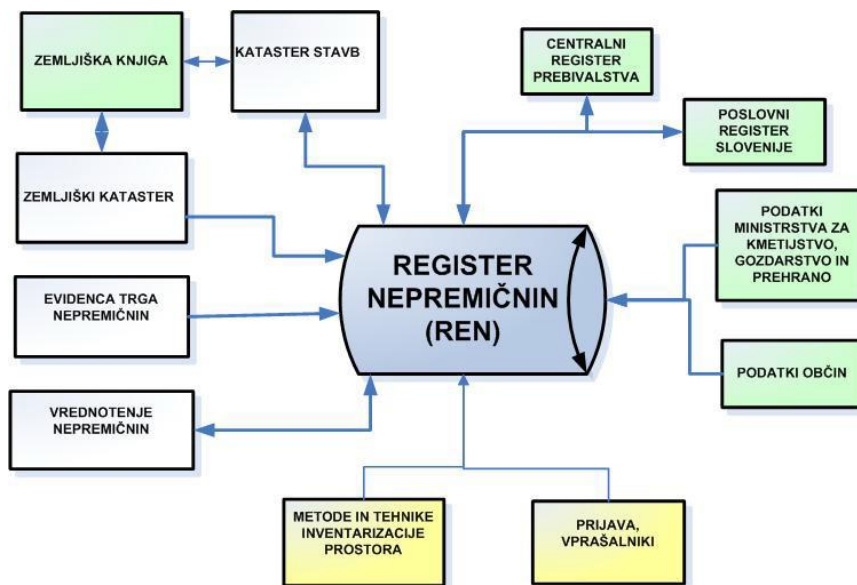 ZEMLJIŠKA KNJIGA
KATASTER STAVB
CENTRALNI
REGISTER
PREBIVALSTVA
POSLOVNI
REGISTER
SLOVENIJE
ZEMLJIŠKI KATASTER
PODATKI
MINISTRSTVA ZA
KMETIJSTVO,
GOZDARSTVO IN
PREHRANO
REGISTER
NEPREMIČNIN
(REN)
EVIDENCA TRGA
NEPREMIČNIN
PODATKI OBČIN
VREDNOTENJE
NEPREMIČNIN
METODE IN TEHNIKE
INVENTARIZACIJE
PROSTORA
PRIJAVA,
VPRAŠALNIKI